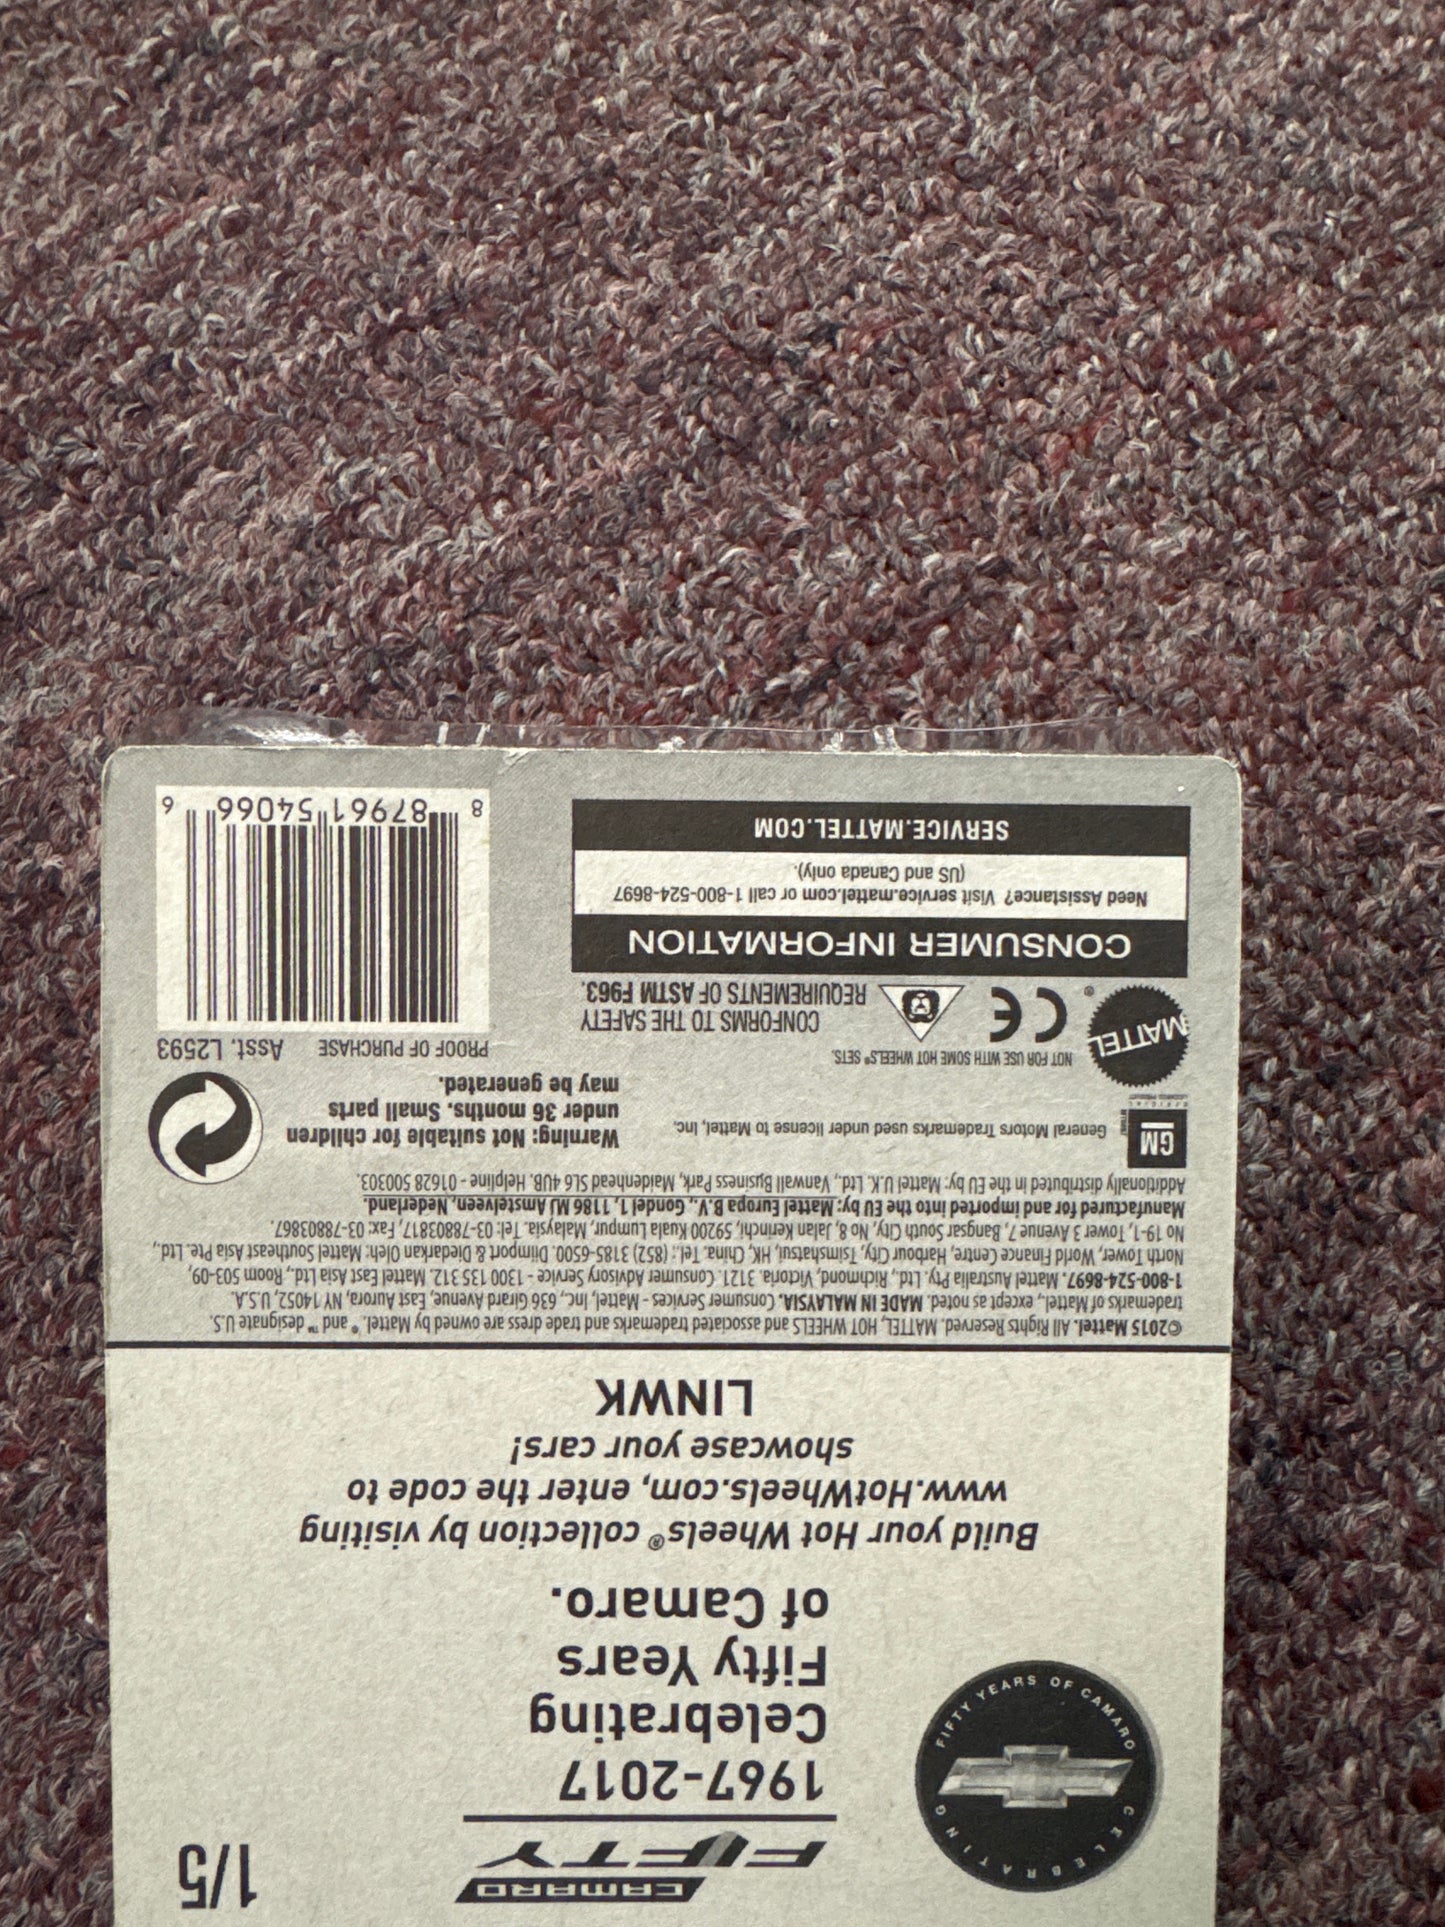 CAMARO
FIFTY
1/5
1967-2017
Celebrating
Fifty Years
of Camaro.
FIFTY YEARS OF CAMARO
CELEBRATING
Build your Hot Wheels® collection by visiting
www.HotWheels.com, enter the code to
showcase your cars!
LINWK
©2015 Mattel. All Rights Reserved. MATTEL, HOT WHEELS and associated trademarks and trade dress are owned by Mattel. ® and ™ designate U.S.
trademarks of Mattel, except as noted. MADE IN MALAYSIA. Consumer Services - Mattel, Inc., 636 Girard Avenue, East Aurora, NY 14052, U.S.A.
1-800-524-8697. Mattel Australia Pty. Ltd., Richmond, Victoria. 3121. Consumer Advisory Service - 1300 135 312. Mattel East Asia Ltd., Room 503-09,
North Tower, World Finance Centre, Harbour City, Tsimshatsui, HK, China. Tel.: (852) 3185-6500. Diimport & Diedarkan Oleh: Mattel Southeast Asia Pte. Ltd.,
No 19-1, Tower 3 Avenue 7, Bangsar South City, No 8, Jalan Kerinchi, 59200 Kuala Lumpur, Malaysia. Tel: 03-78803817, Fax: 03-78803867.
Manufactured for and imported into the EU by: Mattel Europa B.V., Gondel 1, 1186 MJ Amstelveen, Nederland.
Additionally distributed in the EU by: Mattel U.K. Ltd., Vanwall Business Park, Maidenhead SL6 4UB. Helpline - 01628 500303.
GM
OFFICIAL
LICENSED PRODUCT
General Motors Trademarks used under license to Mattel, Inc.
Warning: Not suitable for children
under 36 months. Small parts
may be generated.
MATTEL ®
NOT FOR USE WITH SOME HOT WHEELS® SETS.
CE
CONFORMS TO THE SAFETY
REQUIREMENTS OF ASTM F963.
PROOF OF PURCHASE Asst. L2593
CONSUMER INFORMATION
Need Assistance? Visit service.mattel.com or call 1-800-524-8697
(US and Canada only).
SERVICE.MATTEL.COM
8 87961 54066 6